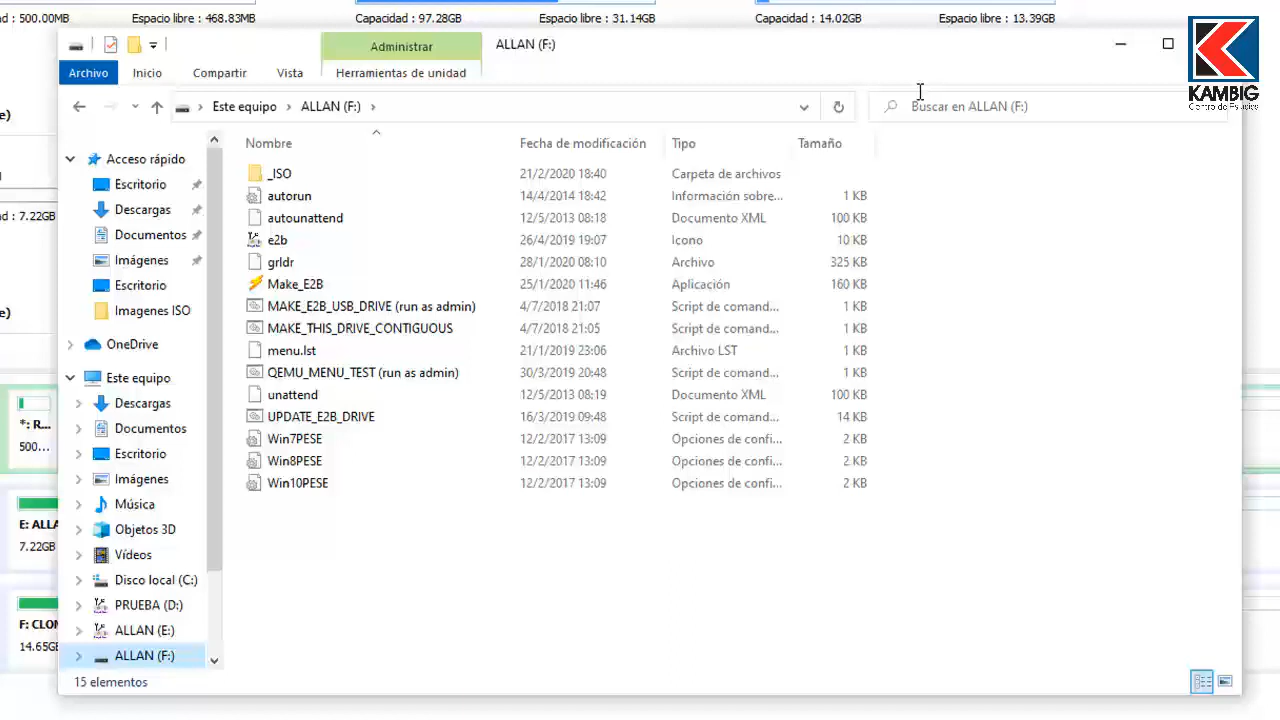 dad : 500.00MB Espacio libre : 468.83MB Capacidad : 97.28GB Espacio libre : 31.14GB Capacidad : 14.02GB Espacio libre : 13.39GB
Administrar ALLAN (F:)
Archivo Inicio Compartir Vista Herramientas de unidad
KAMBIG
Centro de Estudios
Este equipo ALLAN (F:) Buscar en ALLAN (F:)
Nombre Fecha de modificación Tipo Tamaño
_ISO 21/2/2020 18:40 Carpeta de archivos
autorun 14/4/2014 18:42 Información sobre... 1 KB
autounattend 12/5/2013 08:18 Documento XML 100 KB
e2b 26/4/2019 19:07 Icono 10 KB
grldr 28/1/2020 08:10 Archivo 325 KB
Make_E2B 25/1/2020 11:46 Aplicación 160 KB
MAKE_E2B_USB_DRIVE (run as admin) 4/7/2018 21:07 Script de comand... 1 KB
MAKE_THIS_DRIVE_CONTIGUOUS 4/7/2018 21:05 Script de comand... 1 KB
menu.lst 21/1/2019 23:06 Archivo LST 1 KB
QEMU_MENU_TEST (run as admin) 30/3/2019 20:48 Script de comand... 1 KB
unattend 12/5/2013 08:19 Documento XML 100 KB
UPDATE_E2B_DRIVE 16/3/2019 09:48 Script de comand... 14 KB
Win7PESE 12/2/2017 13:09 Opciones de confi... 2 KB
Win8PESE 12/2/2017 13:09 Opciones de confi... 2 KB
Win10PESE 12/2/2017 13:09 Opciones de confi... 2 KB
Acceso rápido
Escritorio
Descargas
Documentos
Imágenes
Escritorio
Imagenes ISO
OneDrive
Este equipo
Descargas
Documentos
Escritorio
Imágenes
Música
Objetos 3D
Vídeos
Disco local (C:)
PRUEBA (D:)
ALLAN (E:)
ALLAN (F:)
15 elementos
: 7.22GB
*: R...
500...
E: ALLA
7.22GB
F: CLON
14.65GB